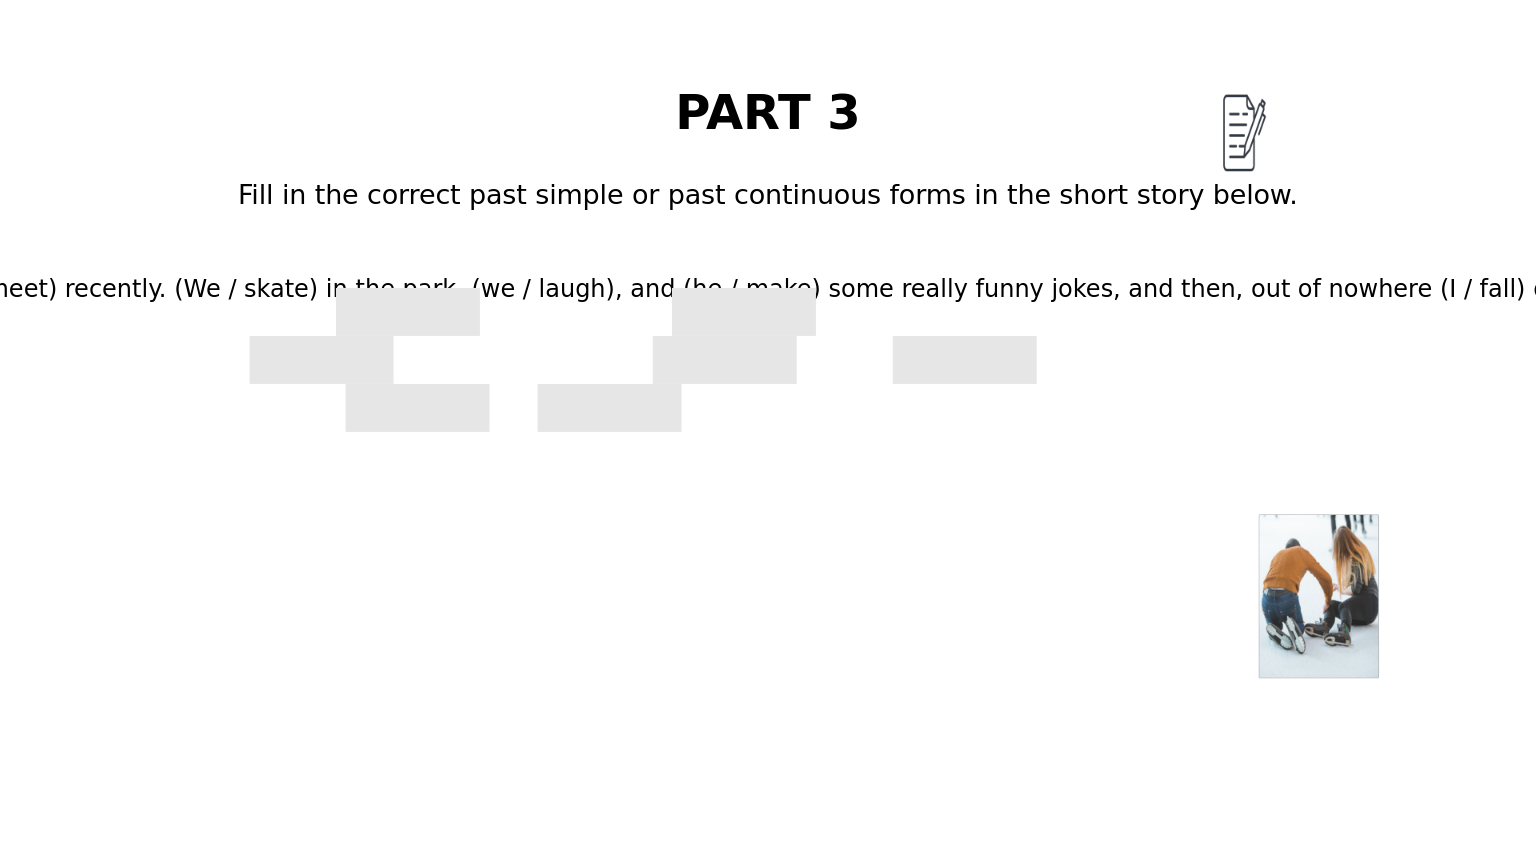 PART 3
Fill in the correct past simple or past continuous forms in the short story below.
recently. (We / skate) in the park, (we / laugh), and (he / make) some really funny jokes, and then, out of nowhere (I / fall)